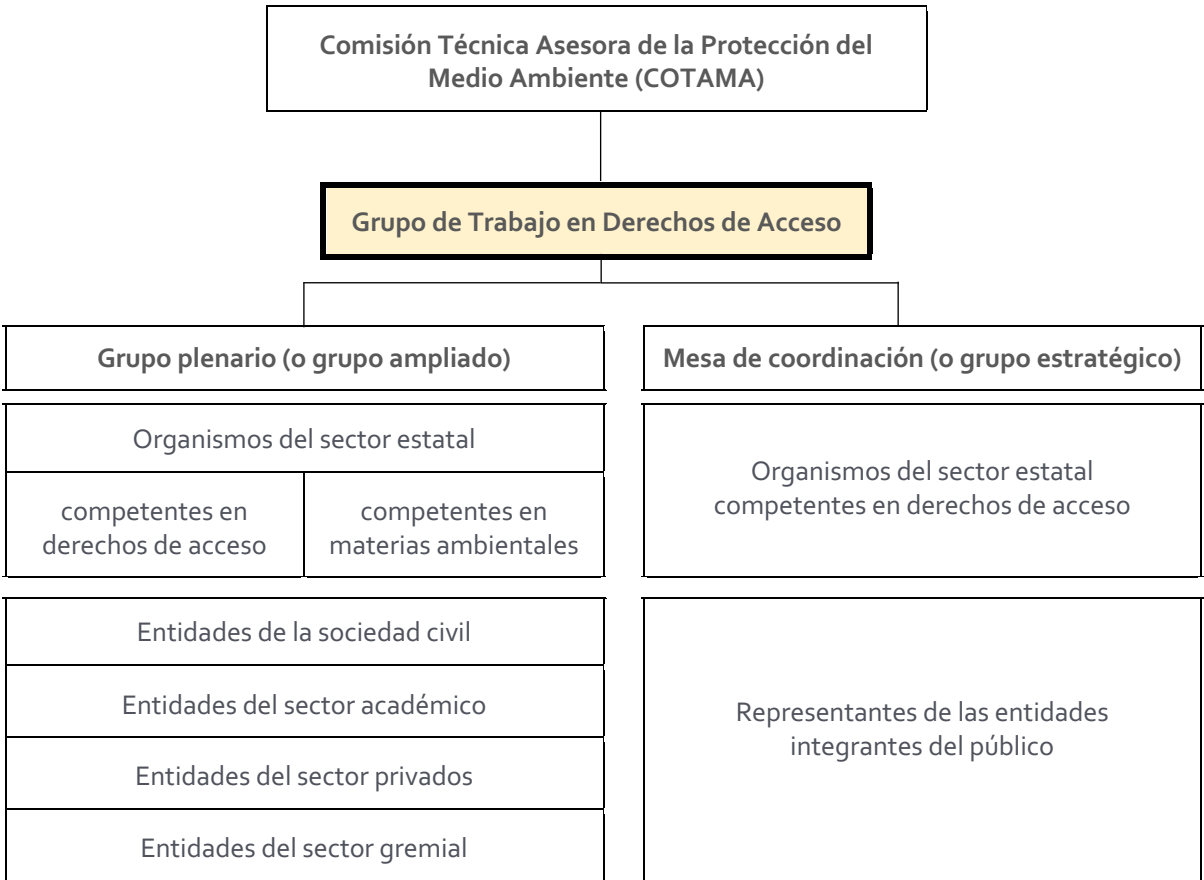 Comisión Técnica Asesora de la Protección del
Medio Ambiente (COTAMA)
Grupo de Trabajo en Derechos de Acceso
Grupo plenario (o grupo ampliado)
Organismos del sector estatal
competentes en
derechos de acceso
competentes en
materias ambientales
Entidades de la sociedad civil
Entidades del sector académico
Entidades del sector privados
Entidades del sector gremial
Mesa de coordinación (o grupo estratégico)
Organismos del sector estatal
competentes en derechos de acceso
Representantes de las entidades
integrantes del público